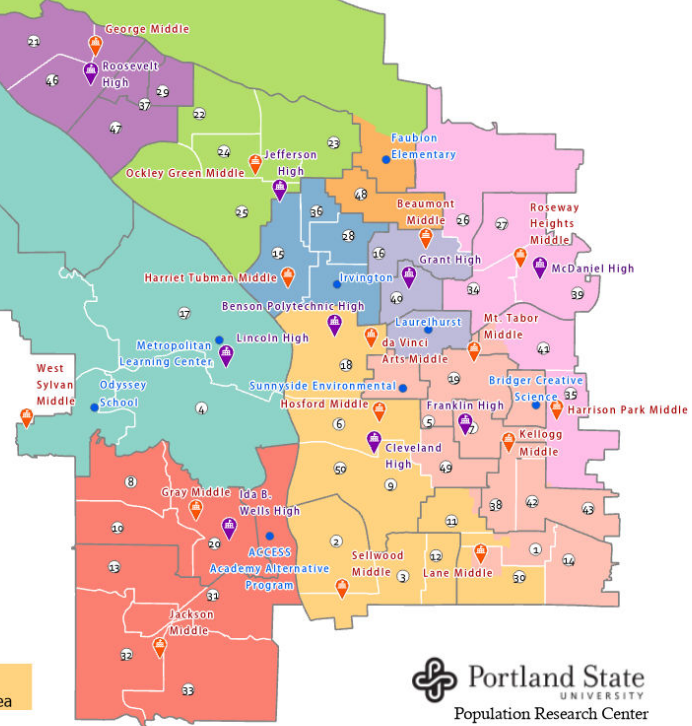 George Middle
21
Roosevelt
High
46
29
37
47
22
23
24
Ockley Green Middle
Jefferson
High
25
Faubion
Elementary
48
Beaumont
Middle
36
28
15
26
27
Roseway
Heights
Middle
16
Grant High
McDaniel High
Harriet Tubman Middle
Irvington
40
34
39
17
Benson Polytechnic High
Laurelhurst
Mt. Tabor
Middle
Metropolitan
Learning Center
Lincoln High
da Vinci
Arts Middle
41
18
19
West
Sylvan
Middle
Odyssey
School
Sunnyside Environmental
Bridger Creative
Science
35
4
Hosford Middle
Franklin High
Harrison Park Middle
6
5
7
Cleveland
High
Kellogg
Middle
50
49
8
9
Gray Middle
Ida B.
Wells High
38
42
43
10
20
11
ACCESS
Academy Alternative
Program
2
Sellwood
Middle
12
1
14
13
3
Lane Middle
30
31
Jackson
Middle
32
33
ea
Portland State
UNIVERSITY
Population Research Center